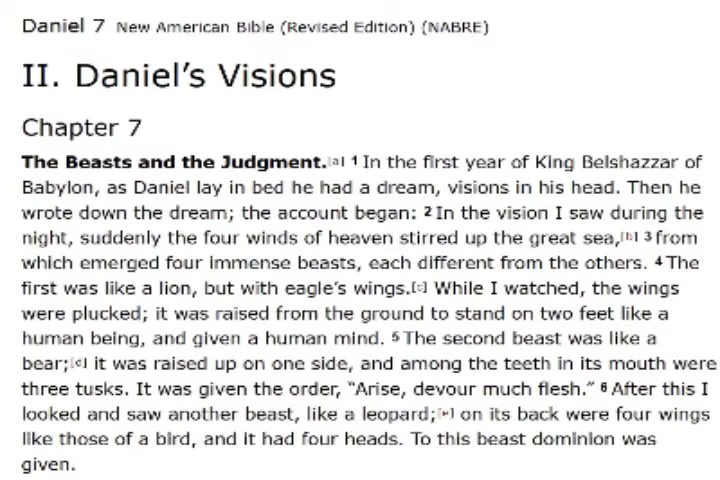 Daniel 7 New American Bible (Revised Edition) (NABRE)
II. Daniel's Visions
Chapter 7
The Beasts and the Judgment.[a] 1 In the first year of King Belshazzar of
Babylon, as Daniel lay in bed he had a dream, visions in his head. Then he
wrote down the dream; the account began: 2 In the vision I saw during the
night, suddenly the four winds of heaven stirred up the great sea,[b] 3 from
which emerged four immense beasts, each different from the others. 4 The
first was like a lion, but with eagle's wings.[c] While I watched, the wings
were plucked; it was raised from the ground to stand on two feet like a
human being, and given a human mind. 5 The second beast was like a
bear;[d] it was raised up on one side, and among the teeth in its mouth were
three tusks. It was given the order, "Arise, devour much flesh." 6 After this I
looked and saw another beast, like a leopard;[e] on its back were four wings
like those of a bird, and it had four heads. To this beast dominion was
given.